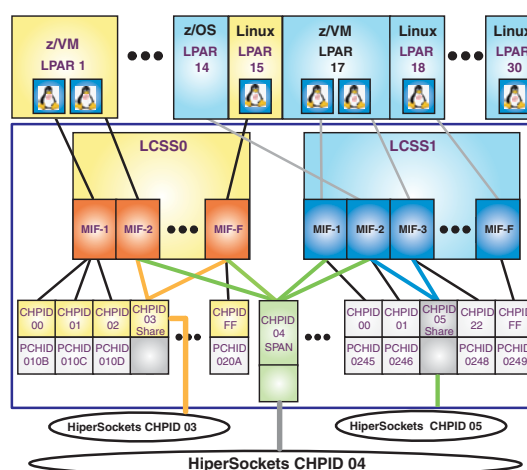 z/VM
LPAR 1
z/OS
LPAR
14
Linux
LPAR
15
z/VM
LPAR
17
Linux
LPAR
18
Linux
LPAR
30
LCSS0
LCSS1
MIF-1
MIF-2
MIF-F
MIF-1
MIF-2
MIF-3
MIF-F
CHPID
00
CHPID
01
CHPID
02
CHPID
03
Share
CHPID
FF
CHPID
04
SPAN
CHPID
00
CHPID
01
CHPID
05
Share
CHPID
22
CHPID
FF
PCHID
010B
PCHID
010C
PCHID
010D
PCHID
020A
PCHID
0245
PCHID
0246
PCHID
0248
PCHID
0249
HiperSockets CHPID 03
HiperSockets CHPID 05
HiperSockets CHPID 04